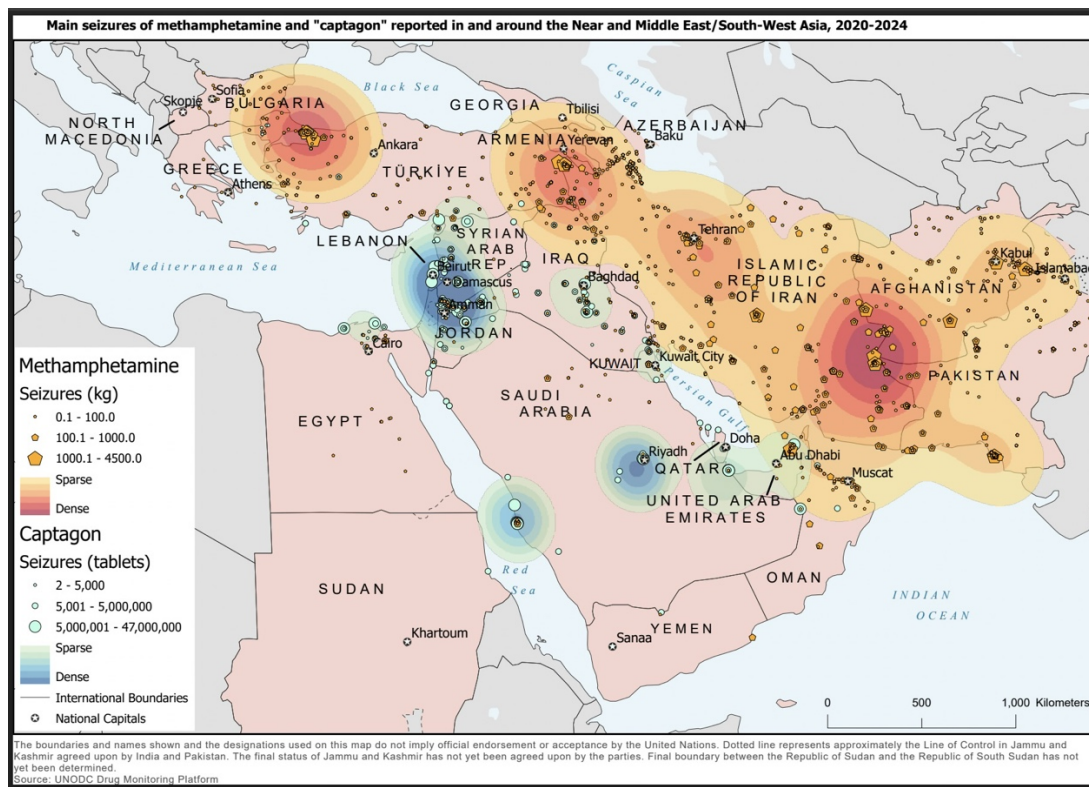 Main seizures of methamphetamine and "captagon" reported in and around the Near and Middle East/South-West Asia, 2020-2024
Black Sea
Caspian
Sea
Skopje
Sofia
BULGARIA
GEORGIA
Tbilisi
NORTH
MACEDONIA
ARMENIA
Yerevan
AZERBAIJAN
Baku
Ankara
GREECE
TÜRKİYE
Athens
LEBANON
SYRIAN
ARAB
REP
Tehran
Mediterranean Sea
Beirut
Damascus
IRAQ
Baghdad
ISLAMIC
REPUBLIC
OF IRAN
Kabul
Islamabad
AFGHANISTAN
Amman
JORDAN
Cairo
KUWAIT
Kuwait City
PAKISTAN
Persian Gulf
EGYPT
SAUDI
ARABIA
Riyadh
Doha
QATAR
Abu Dhabi
Muscat
UNITED ARAB
EMIRATES
Red
Sea
SUDAN
OMAN
INDIAN
OCEAN
Khartoum
Sanaa
YEMEN
Methamphetamine
Seizures (kg)
0.1 - 100.0
100.1 - 1000.0
1000.1 - 4500.0
Sparse
Dense
Captagon
Seizures (tablets)
2 - 5,000
5,001 - 5,000,000
5,000,001 - 47,000,000
Sparse
Dense
International Boundaries
National Capitals
0 500 1,000 Kilometers
The boundaries and names shown and the designations used on this map do not imply official endorsement or acceptance by the United Nations. Dotted line represents approximately the Line of Control in Jammu and
Kashmir agreed upon by India and Pakistan. The final status of Jammu and Kashmir has not yet been agreed upon by the parties. Final boundary between the Republic of Sudan and the Republic of South Sudan has not
yet been determined.
Source: UNODC Drug Monitoring Platform